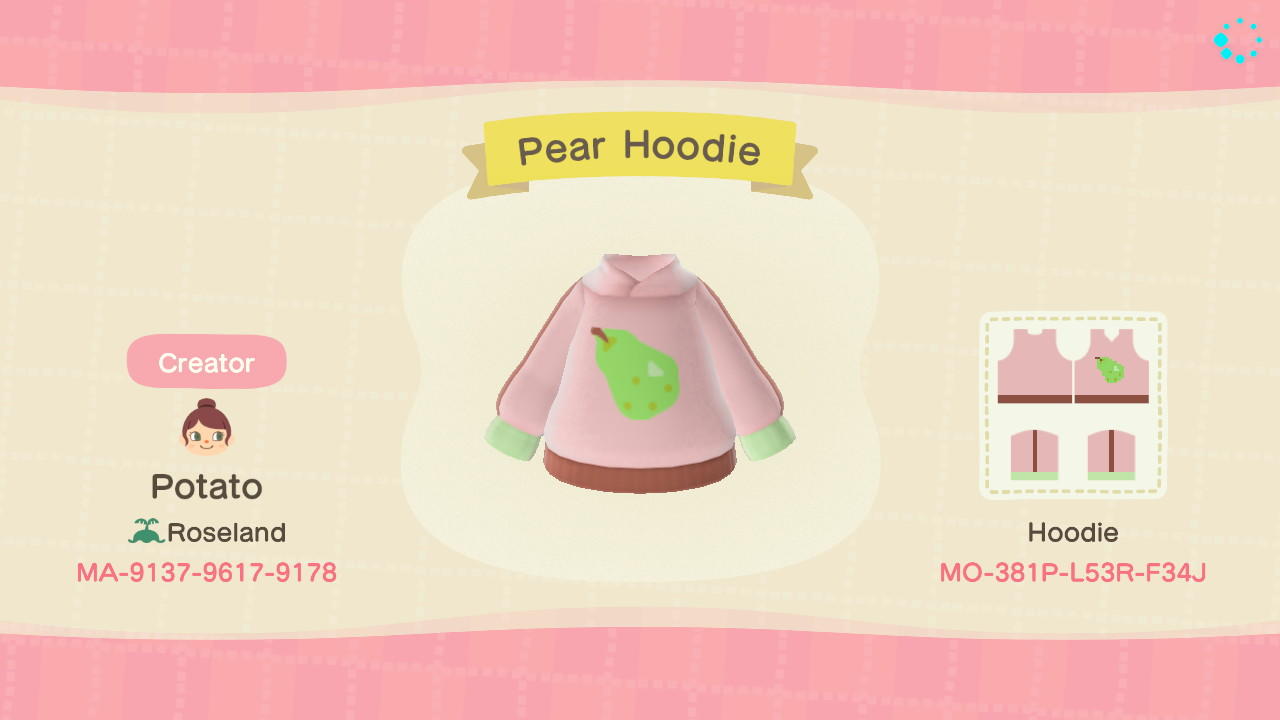 Pear Hoodie
Creator
Potato
Roseland
MA-9137-9617-9178
Hoodie
MO-381P-L53R-F34J